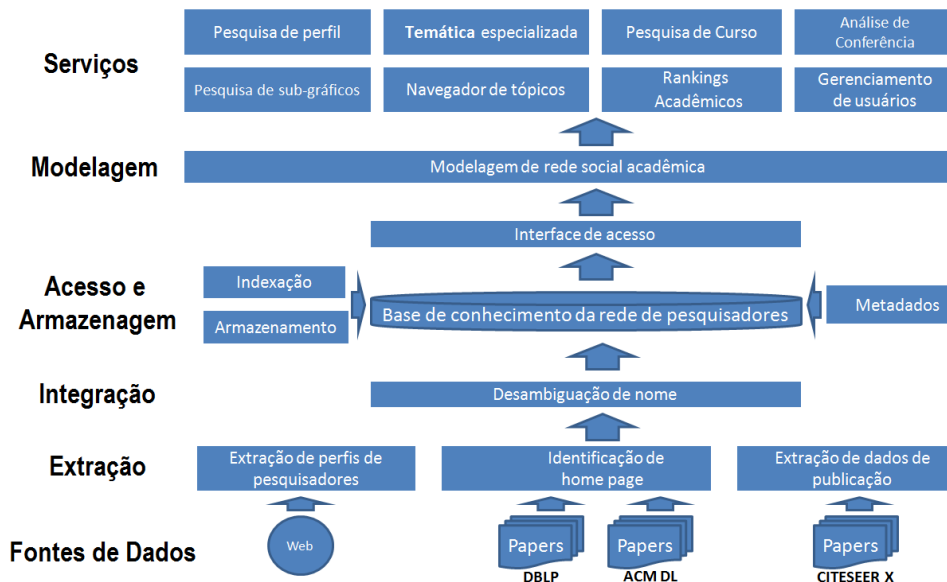 Serviços
Pesquisa de perfil
Temática especializada
Pesquisa de Curso
Análise de
Conferência
Pesquisa de sub-gráficos
Navegador de tópicos
Rankings
Acadêmicos
Gerenciamento
de usuários
Modelagem
Modelagem de rede social acadêmica
Interface de acesso
Acesso e
Armazenagem
Indexação
Armazenamento
Base de conhecimento da rede de pesquisadores
Metadados
Integração
Desambiguação de nome
Extração
Extração de perfis de
pesquisadores
Identificação de
home page
Extração de dados de
publicação
Fontes de Dados
Web
Papers
DBLP
Papers
ACM DL
Papers
CITESEER X